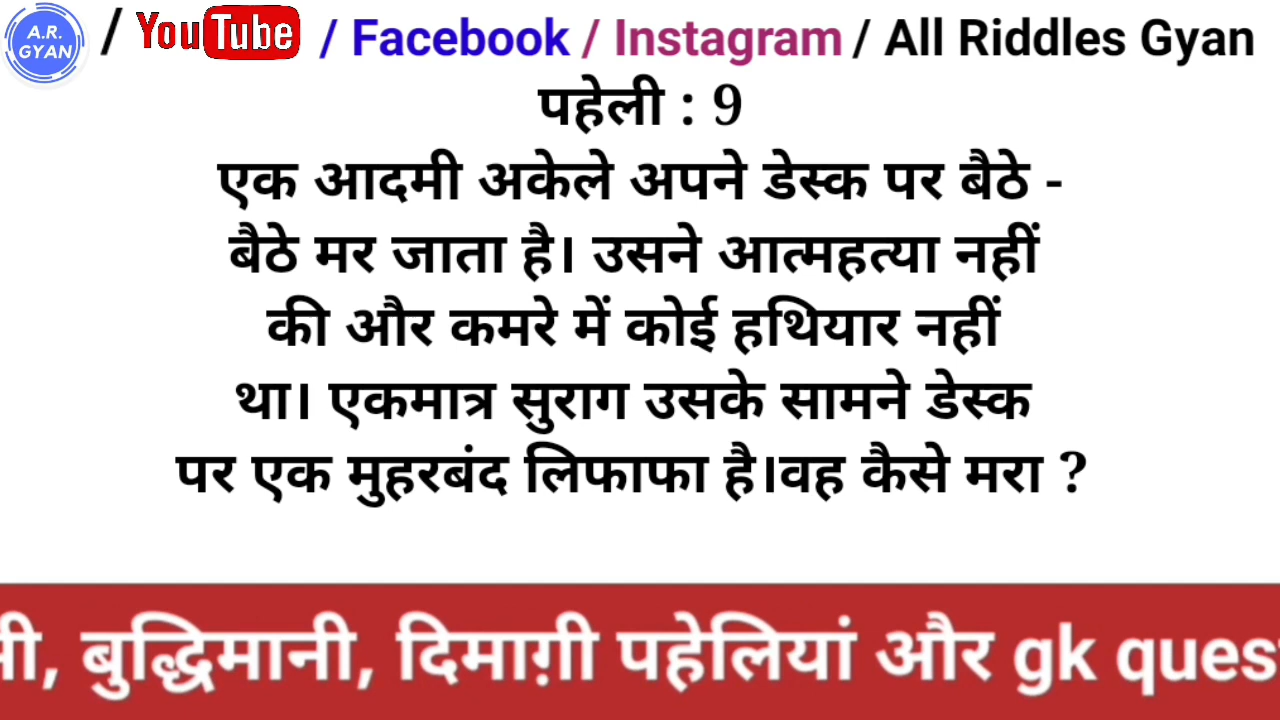 A.R. GYAN / YouTube / Facebook / Instagram / All Riddles Gyan
पहेली : 9
एक आदमी अकेले अपने डेस्क पर बैठे -
बैठे मर जाता है। उसने आत्महत्या नहीं
की और कमरे में कोई हथियार नहीं
था। एकमात्र सुराग उसके सामने डेस्क
पर एक मुहरबंद लिफाफा है।वह कैसे मरा ?
बुद्धिमानी, दिमाग़ी पहेलियां और gk